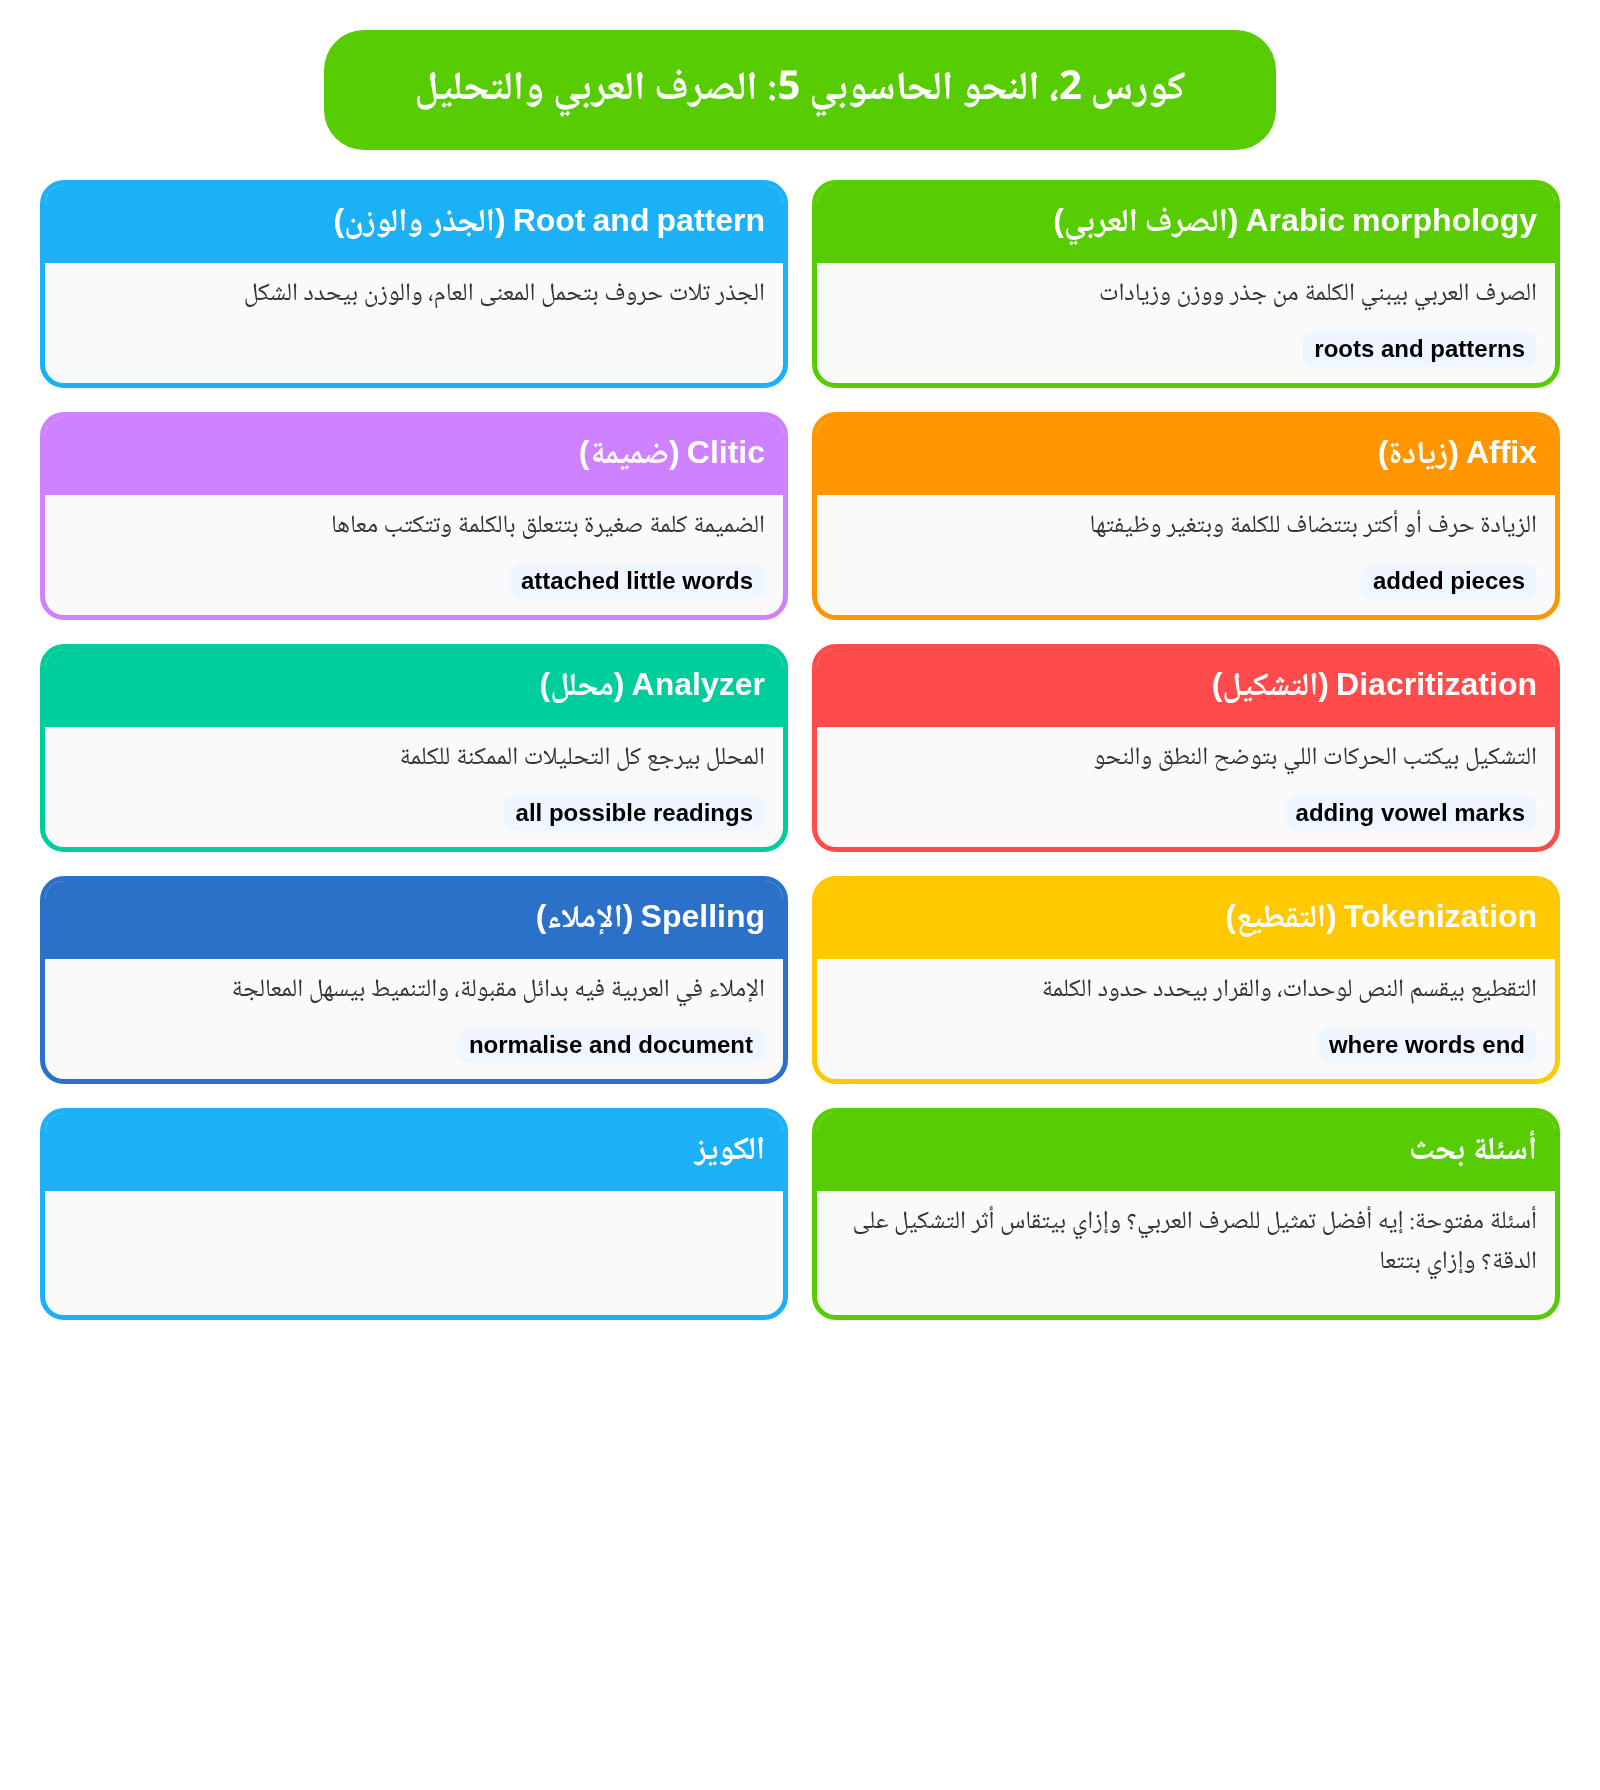 كورس 2، النحو الحاسوبي 5: الصرف العربي والتحليل
Arabic morphology (الصرف العربي)
الصرف العربي بيبني الكلمة من جذر ووزن وزيادات
roots and patterns
Root and pattern (الجذر والوزن)
الجذر تلات حروف بتحمل المعنى العام، والوزن بيحدد الشكل
Affix (زيادة)
الزيادة حرف أو أكتر بتتضاف للكلمة وبتغير وظيفتها
added pieces
Clitic (ضميمة)
الضميمة كلمة صغيرة بتتعلق بالكلمة وتتكتب معاها
attached little words
Diacritization (التشكيل)
التشكيل بيكتب الحركات اللي بتوضح النطق والنحو
adding vowel marks
Analyzer (محلل)
المحلل بيرجع كل التحليلات الممكنة للكلمة
all possible readings
Tokenization (التقطيع)
التقطيع بيقسم النص لوحدات، والقرار بيحدد حدود الكلمة
where words end
Spelling (الإملاء)
الإملاء في العربية فيه بدائل مقبولة، والتنميط بيسهل المعالجة
normalise and document
أسئلة بحث
أسئلة مفتوحة: إيه أفضل تمثيل للصرف العربي؟ وإزاي بيتقاس أثر التشكيل على
الدقة؟ وإزاي بتتعا
الكويز